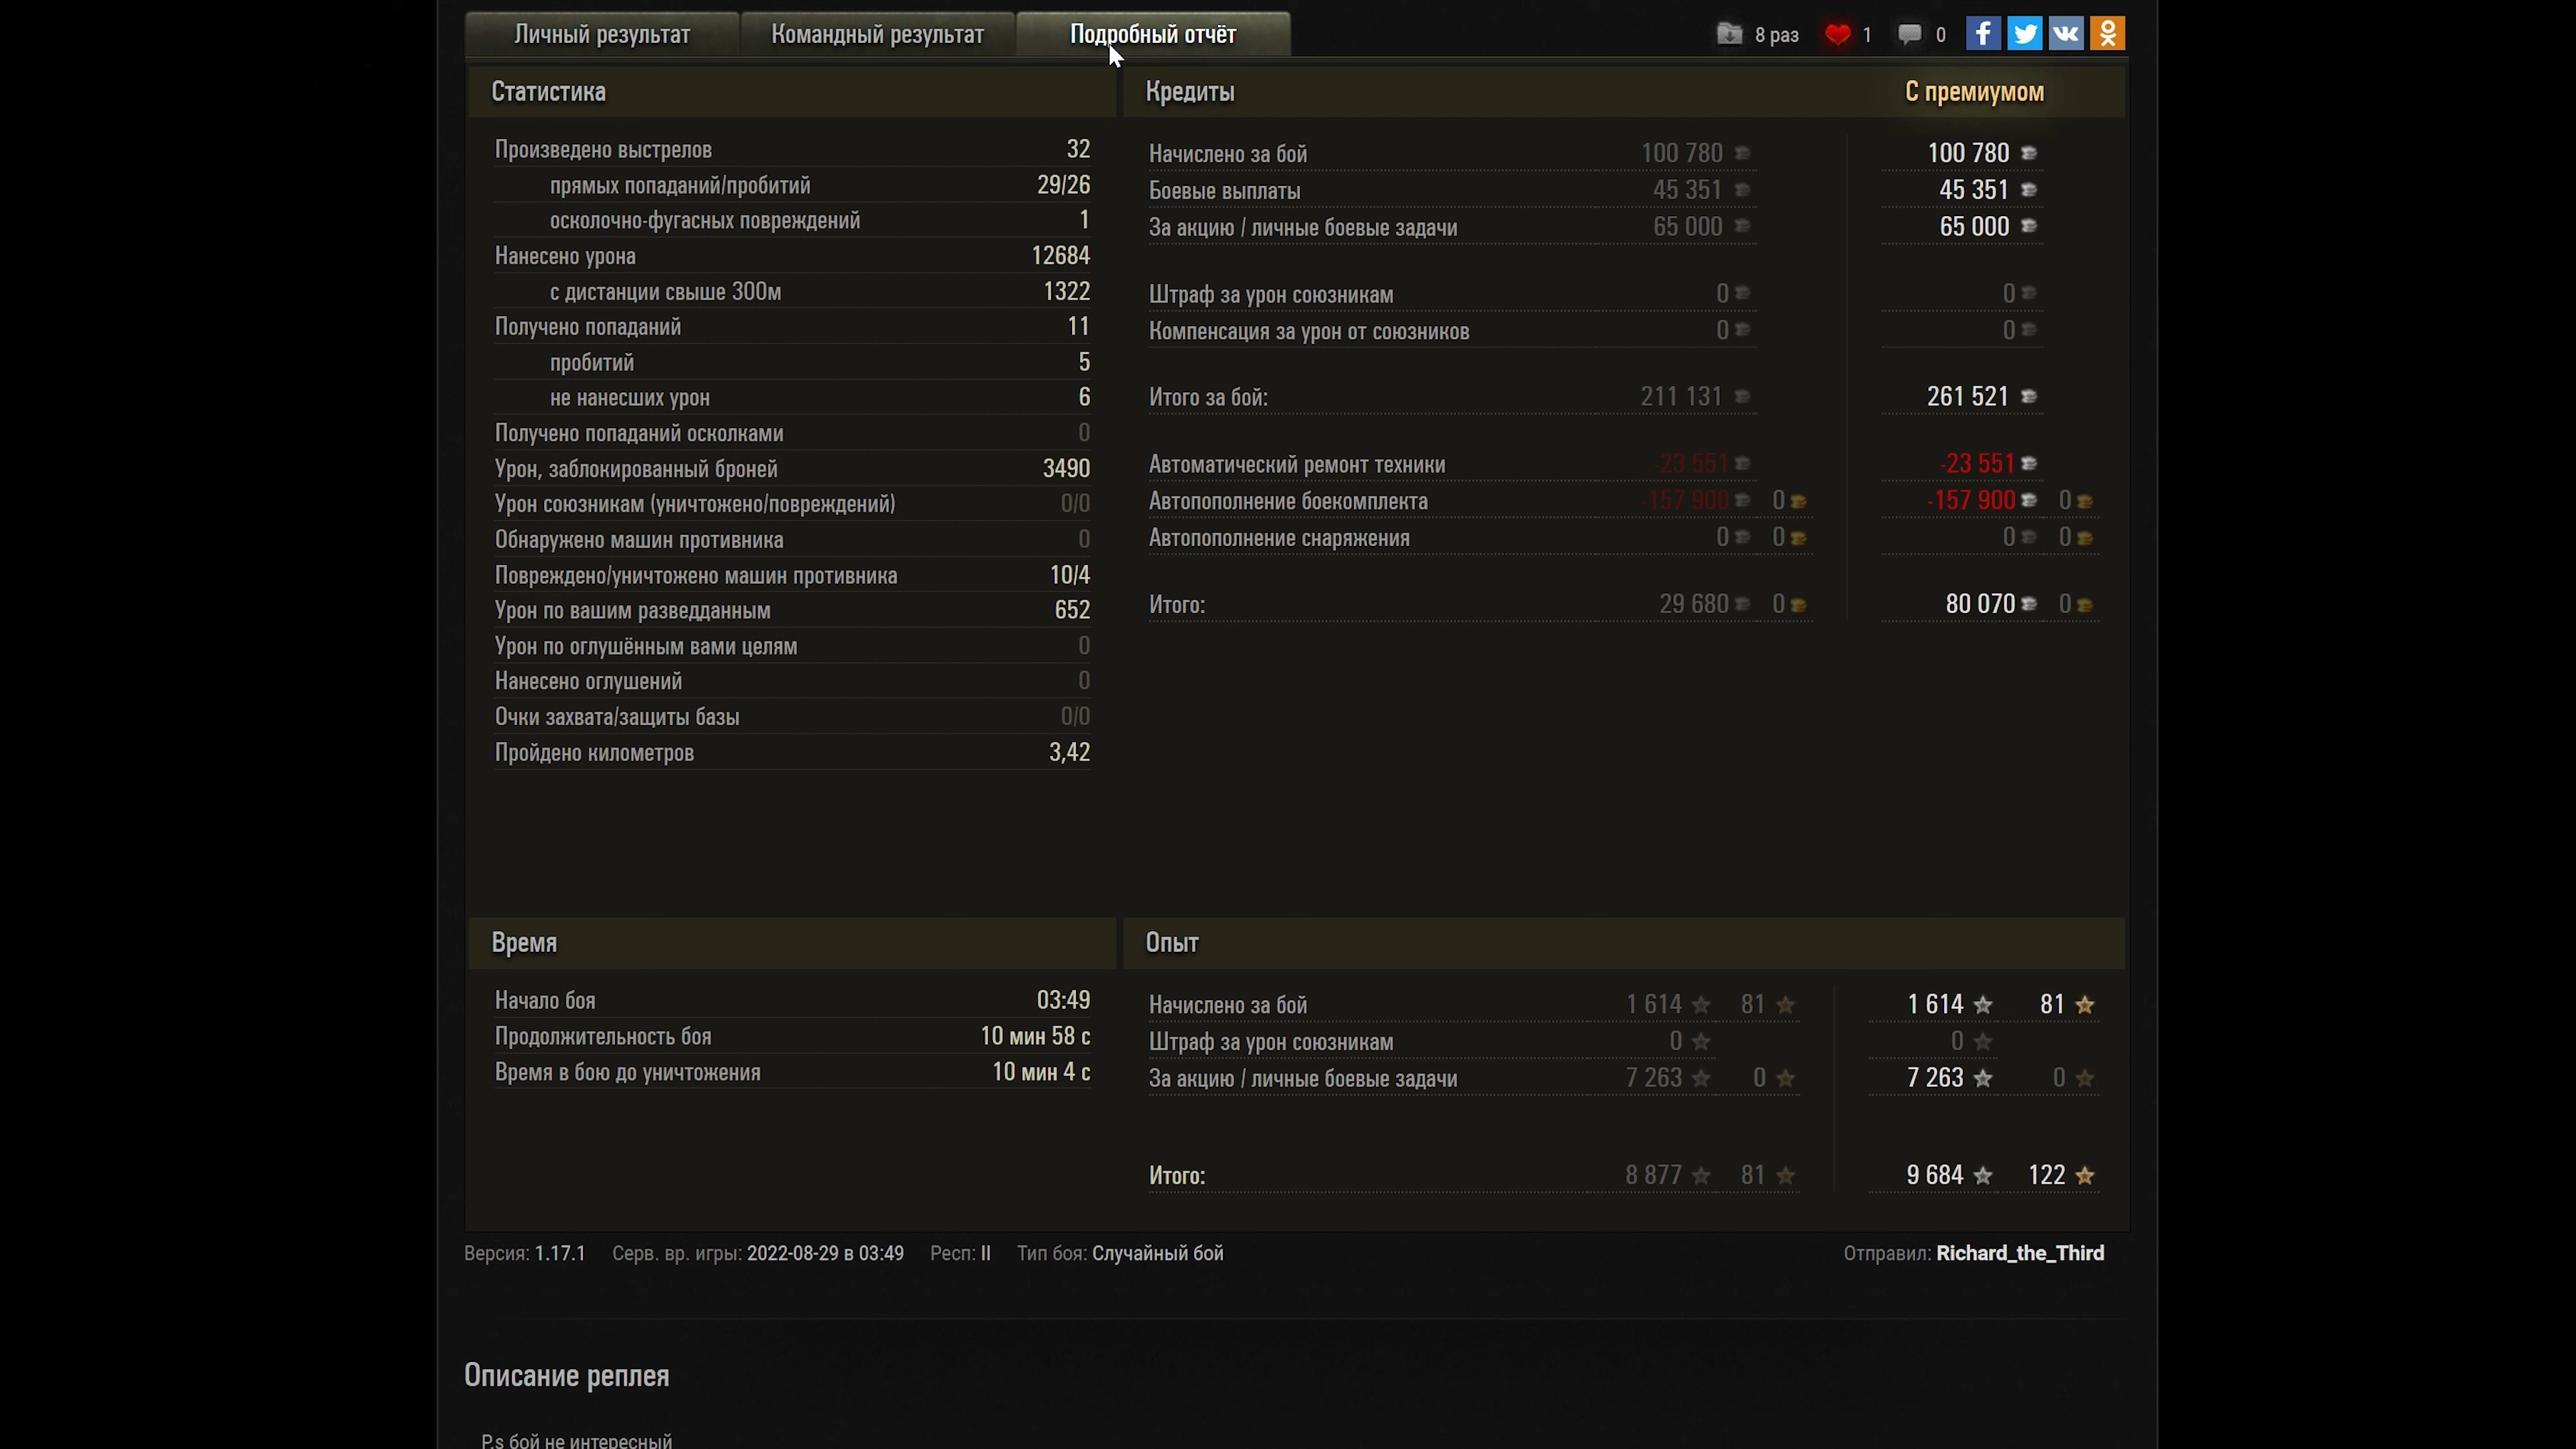 Личный результат
Командный результат
Подробный отчёт
8 раз
1
0
Статистика
Произведено выстрелов 32
прямых попаданий/пробитий 29/26
осколочно-фугасных повреждений 1
Нанесено урона 12684
с дистанции свыше 300м 1322
Получено попаданий 11
пробитий 5
не нанесших урон 6
Получено попаданий осколками 0
Урон, заблокированный броней 3490
Урон союзникам (уничтожено/повреждений) 0/0
Обнаружено машин противника 0
Повреждено/уничтожено машин противника 10/4
Урон по вашим разведданным 652
Урон по оглушённым вами целям 0
Нанесено оглушений 0
Очки захвата/защиты базы 0/0
Пройдено километров 3,42
Кредиты С премиумом
Начислено за бой 100 780 100 780
Боевые выплаты 45 351 45 351
За акцию / личные боевые задачи 65 000 65 000
Штраф за урон союзникам 0 0
Компенсация за урон от союзников 0 0
Итого за бой: 211 131 261 521
Автоматический ремонт техники -23 551 -23 551
Автопополнение боекомплекта -157 900 0 -157 900 0
Автопополнение снаряжения 0 0 0 0
Итого: 29 680 0 80 070 0
Время
Начало боя 03:49
Продолжительность боя 10 мин 58 с
Время в бою до уничтожения 10 мин 4 с
Опыт
Начислено за бой 1 614 81 1 614 81
Штраф за урон союзникам 0 0
За акцию / личные боевые задачи 7 263 0 7 263 0
Итого: 8 877 81 9 684 122
Версия: 1.17.1 Серв. вр. игры: 2022-08-29 в 03:49 Респ: II Тип боя: Случайный бой Отправил: Richard_the_Third
Описание реплея
P.s бой не интересный